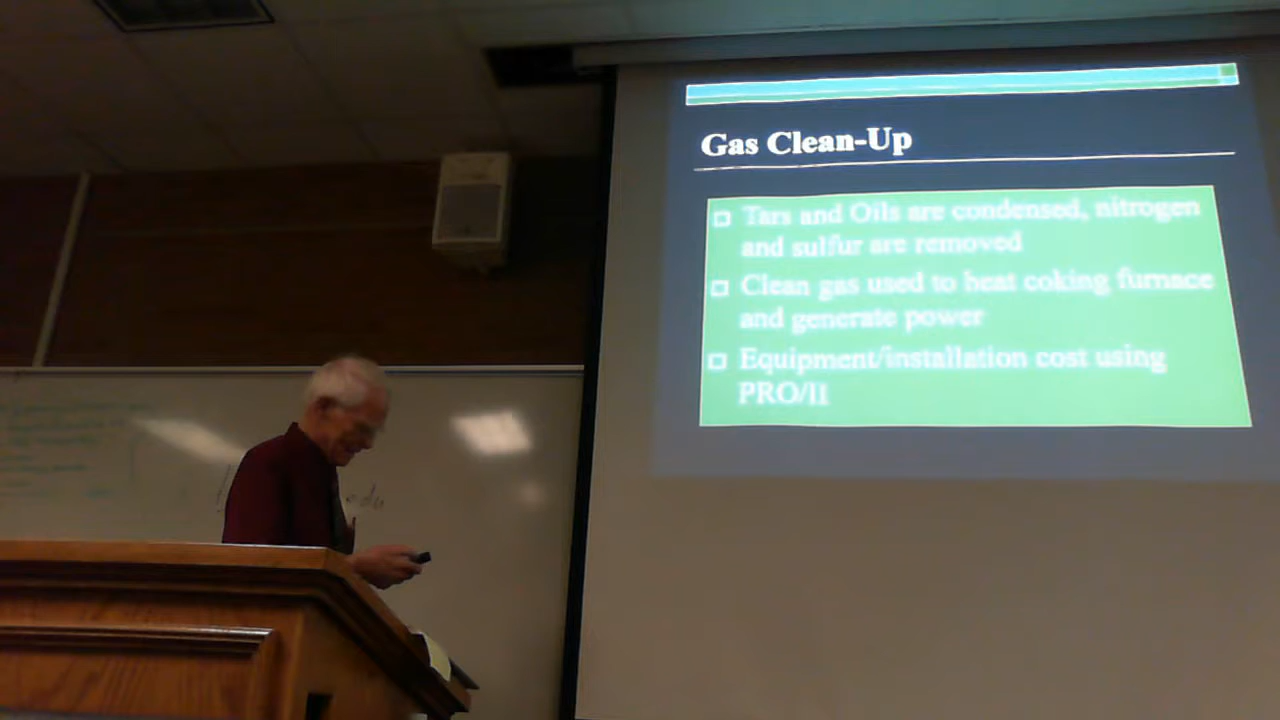 Gas Clean-Up
Tars and Oils are condensed, nitrogen
and sulfur are removed
Clean gas used to heat coking furnace
and generate power
Equipment/installation cost using
PRO/II
.edu